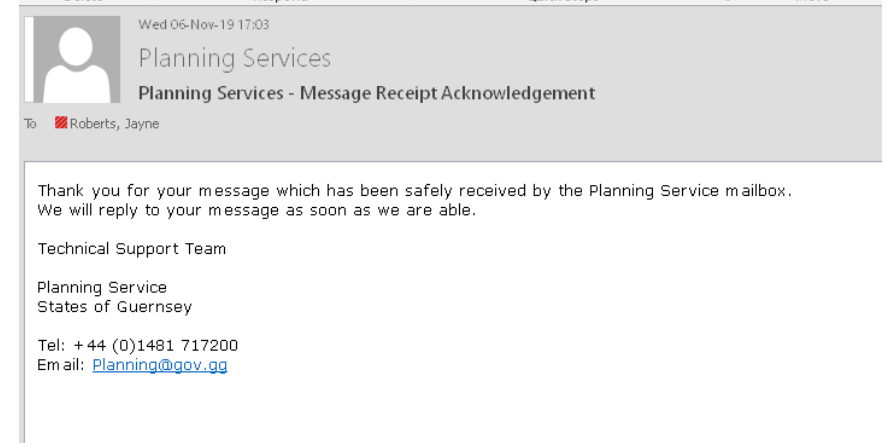 Wed 06-Nov-19 17:03
Planning Services
Planning Services - Message Receipt Acknowledgement
To Roberts, Jayne
Thank you for your message which has been safely received by the Planning Service mailbox.
We will reply to your message as soon as we are able.
Technical Support Team
Planning Service
States of Guernsey
Tel: +44 (0)1481 717200
Email: Planning@gov.gg